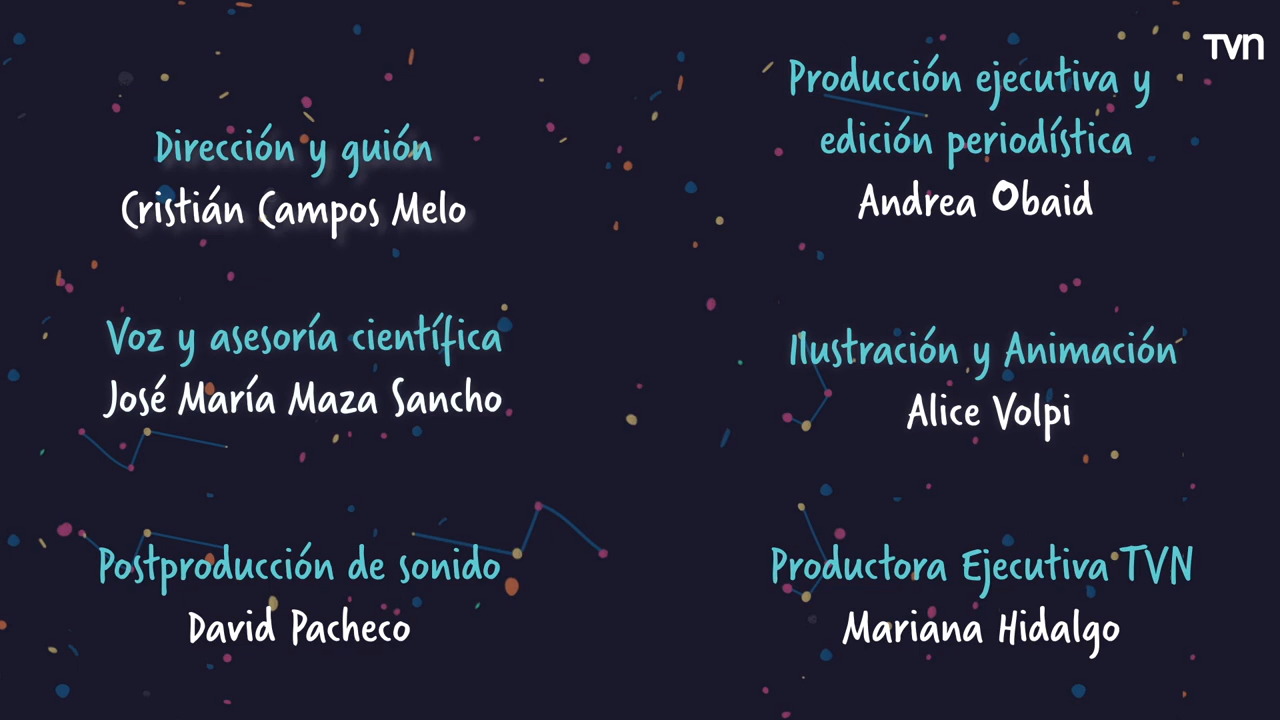 TVN
Dirección y guión
Cristián Campos Melo
Voz y asesoría científica
José María Maza Sancho
Postproducción de sonido
David Pacheco
Producción ejecutiva y
edición periodística
Andrea Obaid
Ilustración y Animación
Alice Volpi
Productora Ejecutiva TVN
Mariana Hidalgo